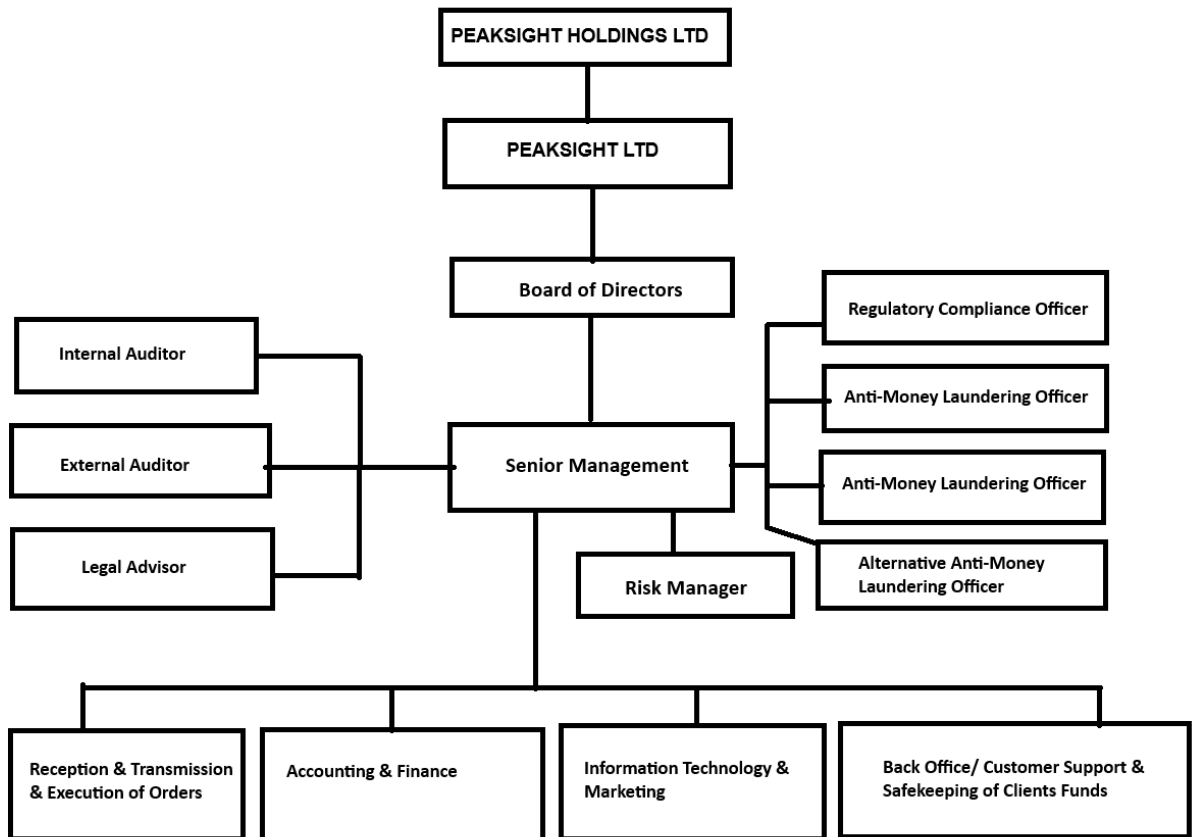 PEAKSIGHT HOLDINGS LTD
PEAKSIGHT LTD
Board of Directors
Regulatory Compliance Officer
Internal Auditor
Anti-Money Laundering Officer
External Auditor
Senior Management
Anti-Money Laundering Officer
Legal Advisor
Risk Manager
Alternative Anti-Money
Laundering Officer
Reception & Transmission
& Execution of Orders
Accounting & Finance
Information Technology &
Marketing
Back Office/ Customer Support &
Safekeeping of Clients Funds